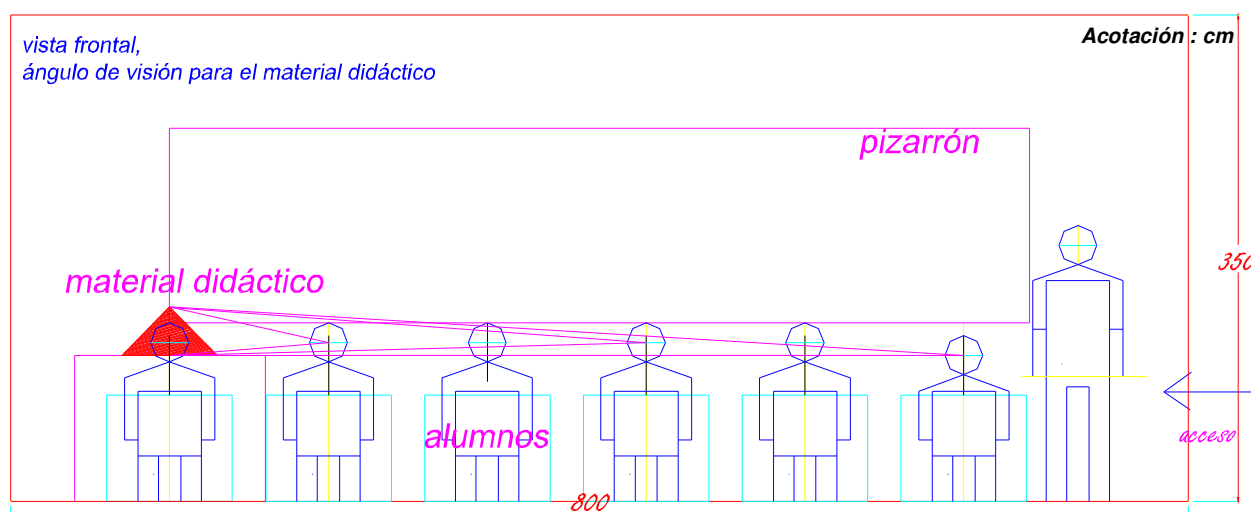 vista frontal,
ángulo de visión para el material didáctico
Acotación : cm
pizarrón
material didáctico
350
alumnos
acceso
800